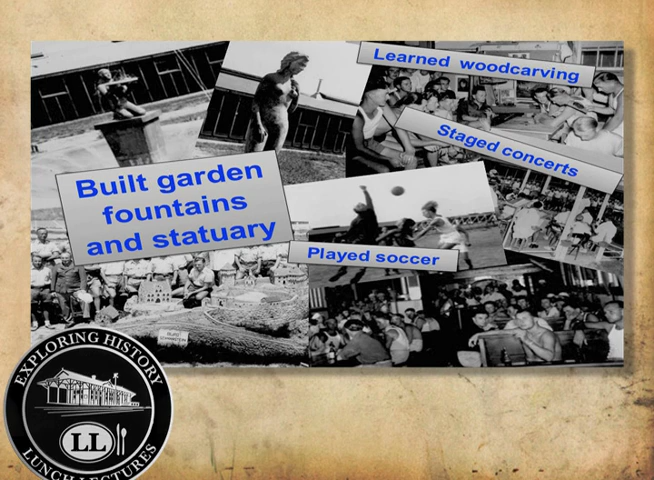 Learned woodcarving
Staged concerts
Built garden
fountains
and statuary
Played soccer
EXPLORING HISTORY
LL
LUNCH LECTURES